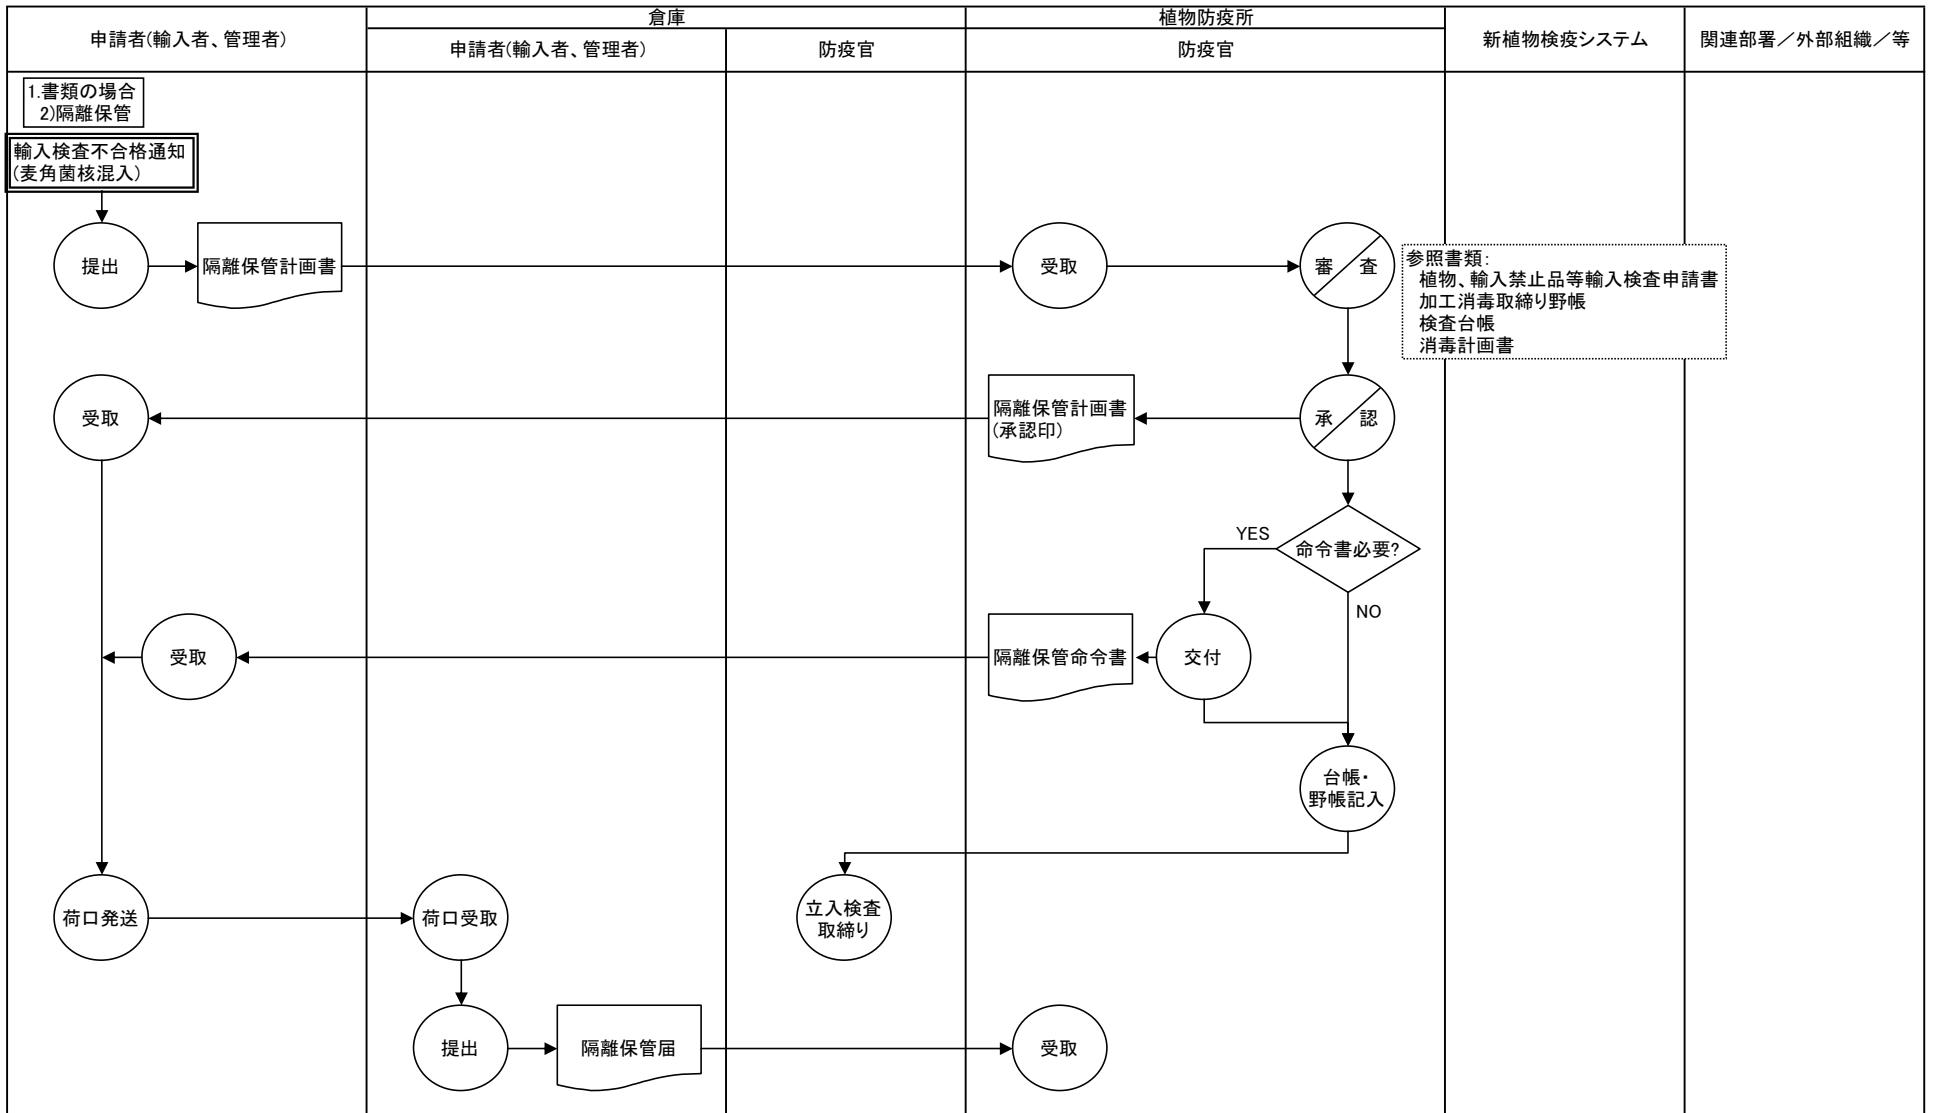 倉庫
植物防疫所
申請者(輸入者、管理者)
申請者(輸入者、管理者)
防疫官
防疫官
新植物検疫システム
関連部署／外部組織／等
1.書類の場合
2)隔離保管
輸入検査不合格通知
(麦角菌核混入)
提出
隔離保管計画書
受取
審
査
参照書類:
植物、輸入禁止品等輸入検査申請書
加工消毒取締り野帳
検査台帳
消毒計画書
受取
隔離保管計画書
(承認印)
承
認
YES
命令書必要?
NO
受取
隔離保管命令書
交付
台帳・
野帳記入
荷口発送
荷口受取
立入検査
取締り
提出
隔離保管届
受取